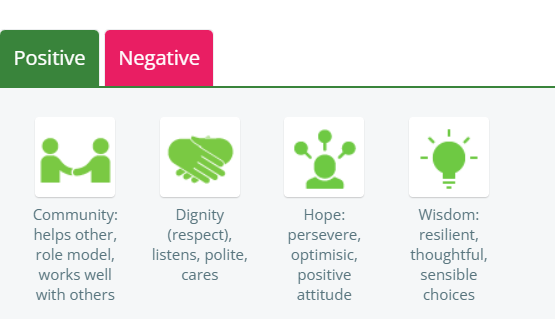 Positive
Negative
Community:
helps other,
role model,
works well
with others
Dignity
(respect),
listens, polite,
cares
Hope:
persevere,
optimisic,
positive
attitude
Wisdom:
resilient,
thoughtful,
sensible
choices